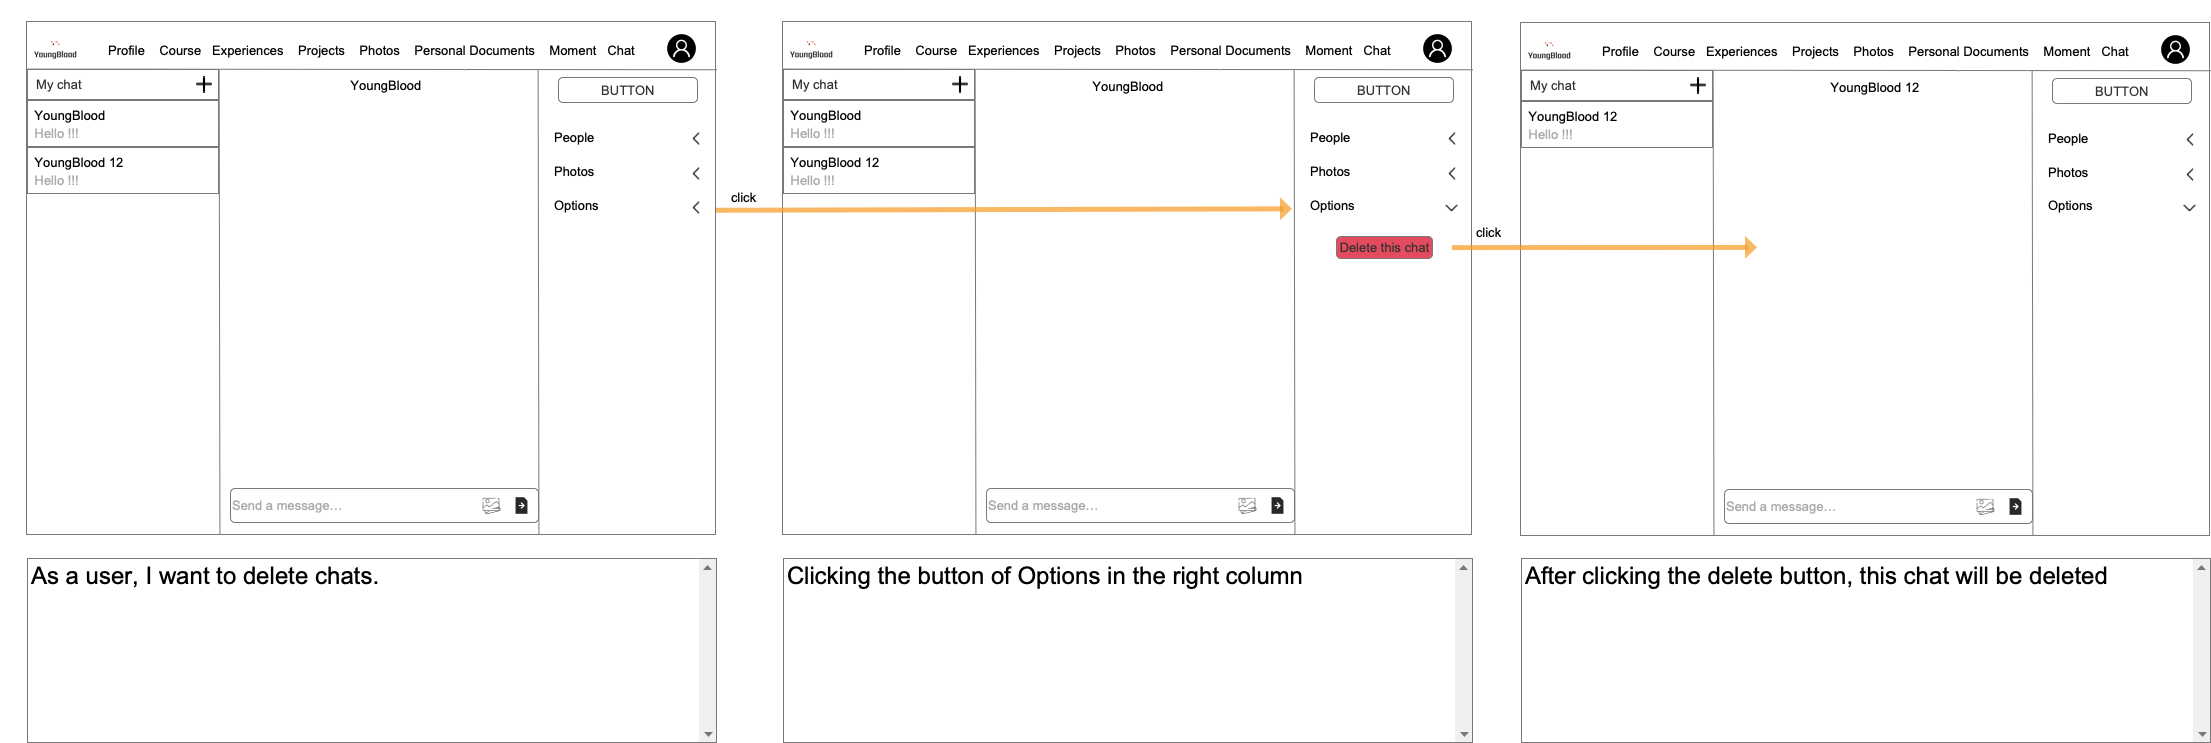 YoungBlood
Profile Course Experiences Projects Photos Personal Documents Moment Chat
My chat
YoungBlood
Hello !!!
YoungBlood 12
Hello !!!
YoungBlood
Send a message...
BUTTON
People
Photos
Options
click
YoungBlood
Profile Course Experiences Projects Photos Personal Documents Moment Chat
My chat
YoungBlood
Hello !!!
YoungBlood 12
Hello !!!
YoungBlood
Send a message...
BUTTON
People
Photos
Options
Delete this chat
click
YoungBlood
Profile Course Experiences Projects Photos Personal Documents Moment Chat
My chat
YoungBlood 12
Hello !!!
YoungBlood 12
Send a message...
BUTTON
People
Photos
Options
As a user, I want to delete chats.
Clicking the button of Options in the right column
After clicking the delete button, this chat will be deleted